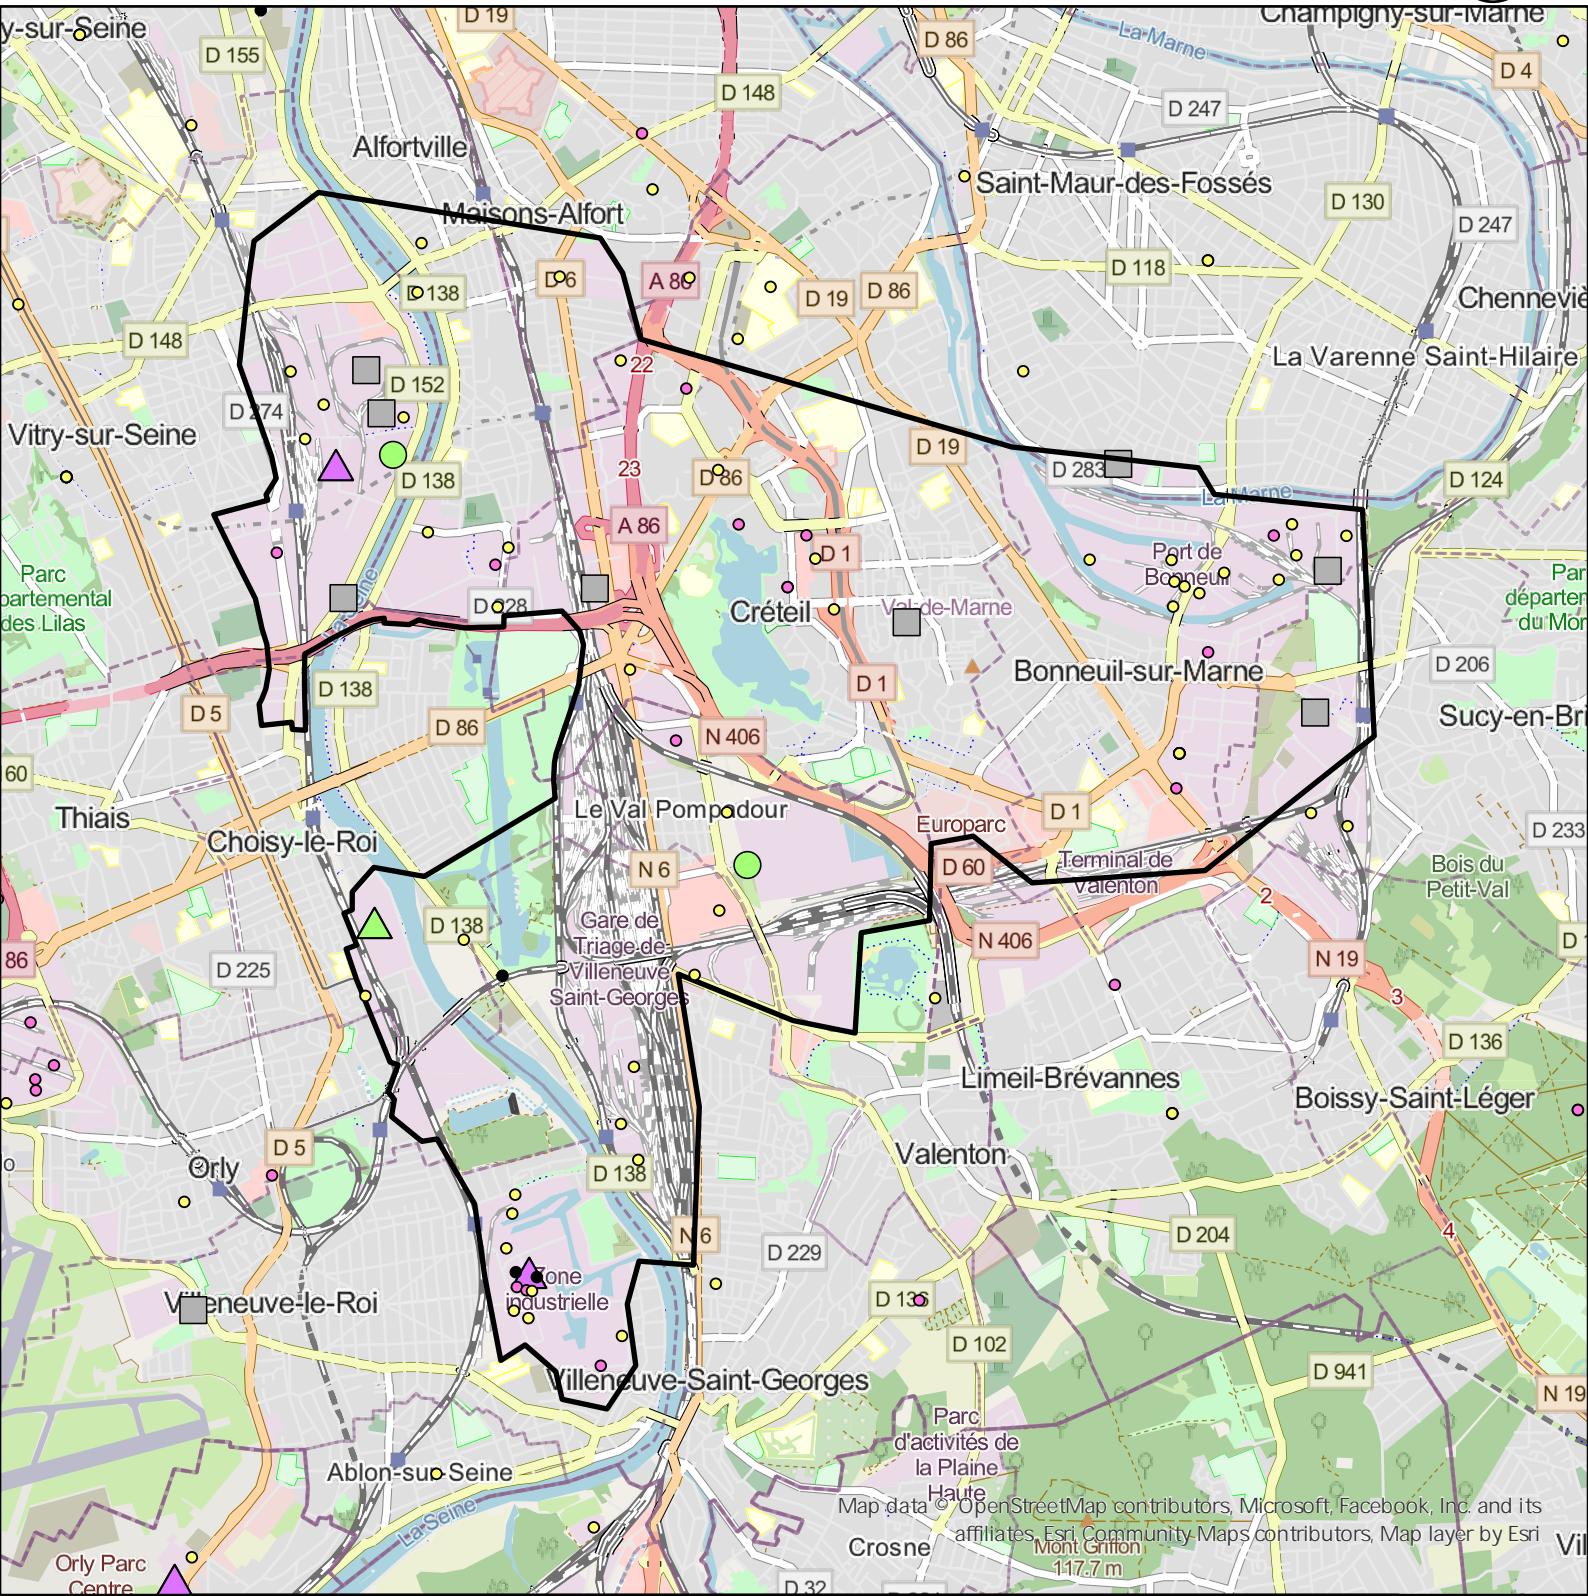 y-sur-Seine
D 19
D 86
La Marne
Champigny-sur-Marne
D 155
D 4
D 148
D 247
Alfortville
Saint-Maur-des-Fossés
D 130
D 247
Maisons-Alfort
D 118
D 138
D 6
A 86
D 19
D 86
Chenneviè
D 148
22
La Varenne Saint-Hilaire
D 152
D 274
Vitry-sur-Seine
D 19
D 138
23
D 86
D 283
D 124
La Marne
A 86
D 1
Port de
Bonneuil
Parc
partemental
des Lilas
Par
départem
du Mor
La Seine
D 228
Créteil
Val-de-Marne
D 138
D 1
Bonneuil-sur-Marne
D 206
D 5
D 86
N 406
Sucy-en-Bri
60
Thiais
Le Val Pompadour
D 1
Europarc
D 233
Choisy-le-Roi
N 6
D 60
Terminal de
Valenton
Bois du
Petit-Val
2
D 138
Gare de
Triage de
Villeneuve
Saint-Georges
N 406
D 1
86
D 225
N 19
3
D 136
Limeil-Brévannes
Boissy-Saint-Léger
D 5
Orly
o
D 138
Valenton
N 6
D 229
D 204
4
Zone
industrielle
Villeneuve-le-Roi
D 136
D 102
D 941
Villeneuve-Saint-Georges
N 19
Parc
d'activités de
la Plaine
Haute
Ablon-sur-Seine
La Seine
Map data © OpenStreetMap contributors, Microsoft, Facebook, Inc. and its
affiliates, Esri Community Maps contributors, Map layer by Esri
Orly Parc
Centre
Crosne
Mont Griffon
117.7 m
Vil
D 32